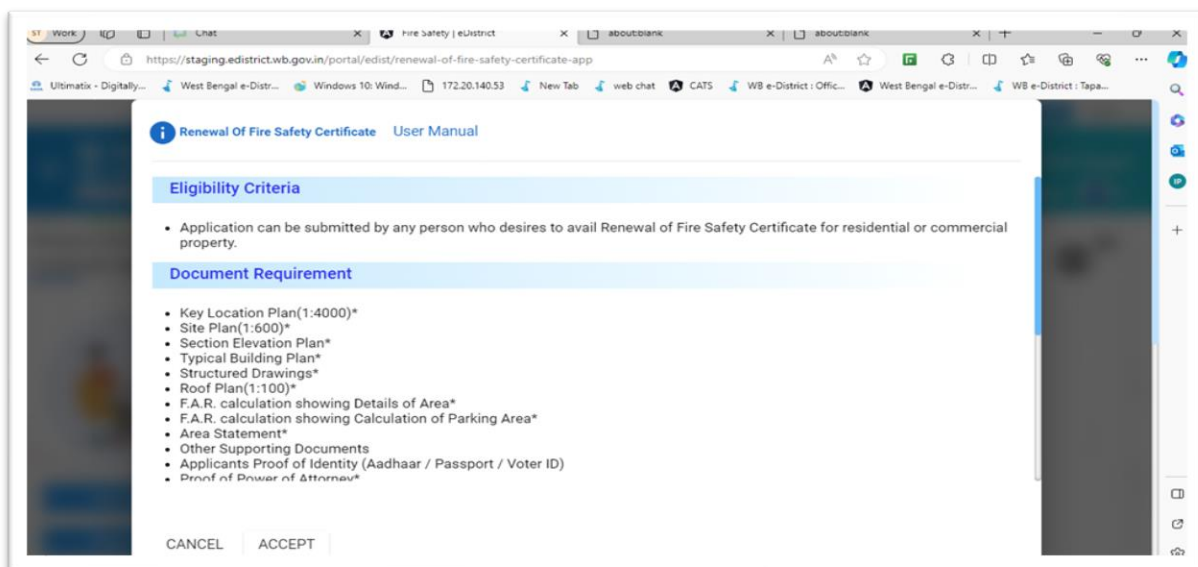 ST Work
Chat
Fire Safety | eDistrict
about:blank
about:blank
https://staging.edistrict.wb.gov.in/portal/edist/renewal-of-fire-safety-certificate-app
Ultimatix - Digitally... West Bengal e-Distr... Windows 10: Wind... 172.20.140.53 New Tab web chat CATS WB e-District : Offic... West Bengal e-Distr... WB e-District : Tapa...
Renewal Of Fire Safety Certificate User Manual
Eligibility Criteria
• Application can be submitted by any person who desires to avail Renewal of Fire Safety Certificate for residential or commercial
property.
Document Requirement
• Key Location Plan(1:4000)*
• Site Plan(1:600)*
• Section Elevation Plan*
• Typical Building Plan*
• Structured Drawings*
• Roof Plan(1:100)*
• F.A.R. calculation showing Details of Area*
• F.A.R. calculation showing Calculation of Parking Area*
• Area Statement*
• Other Supporting Documents
• Applicants Proof of Identity (Aadhaar / Passport / Voter ID)
• Proof of Power of Attorney*
CANCEL ACCEPT